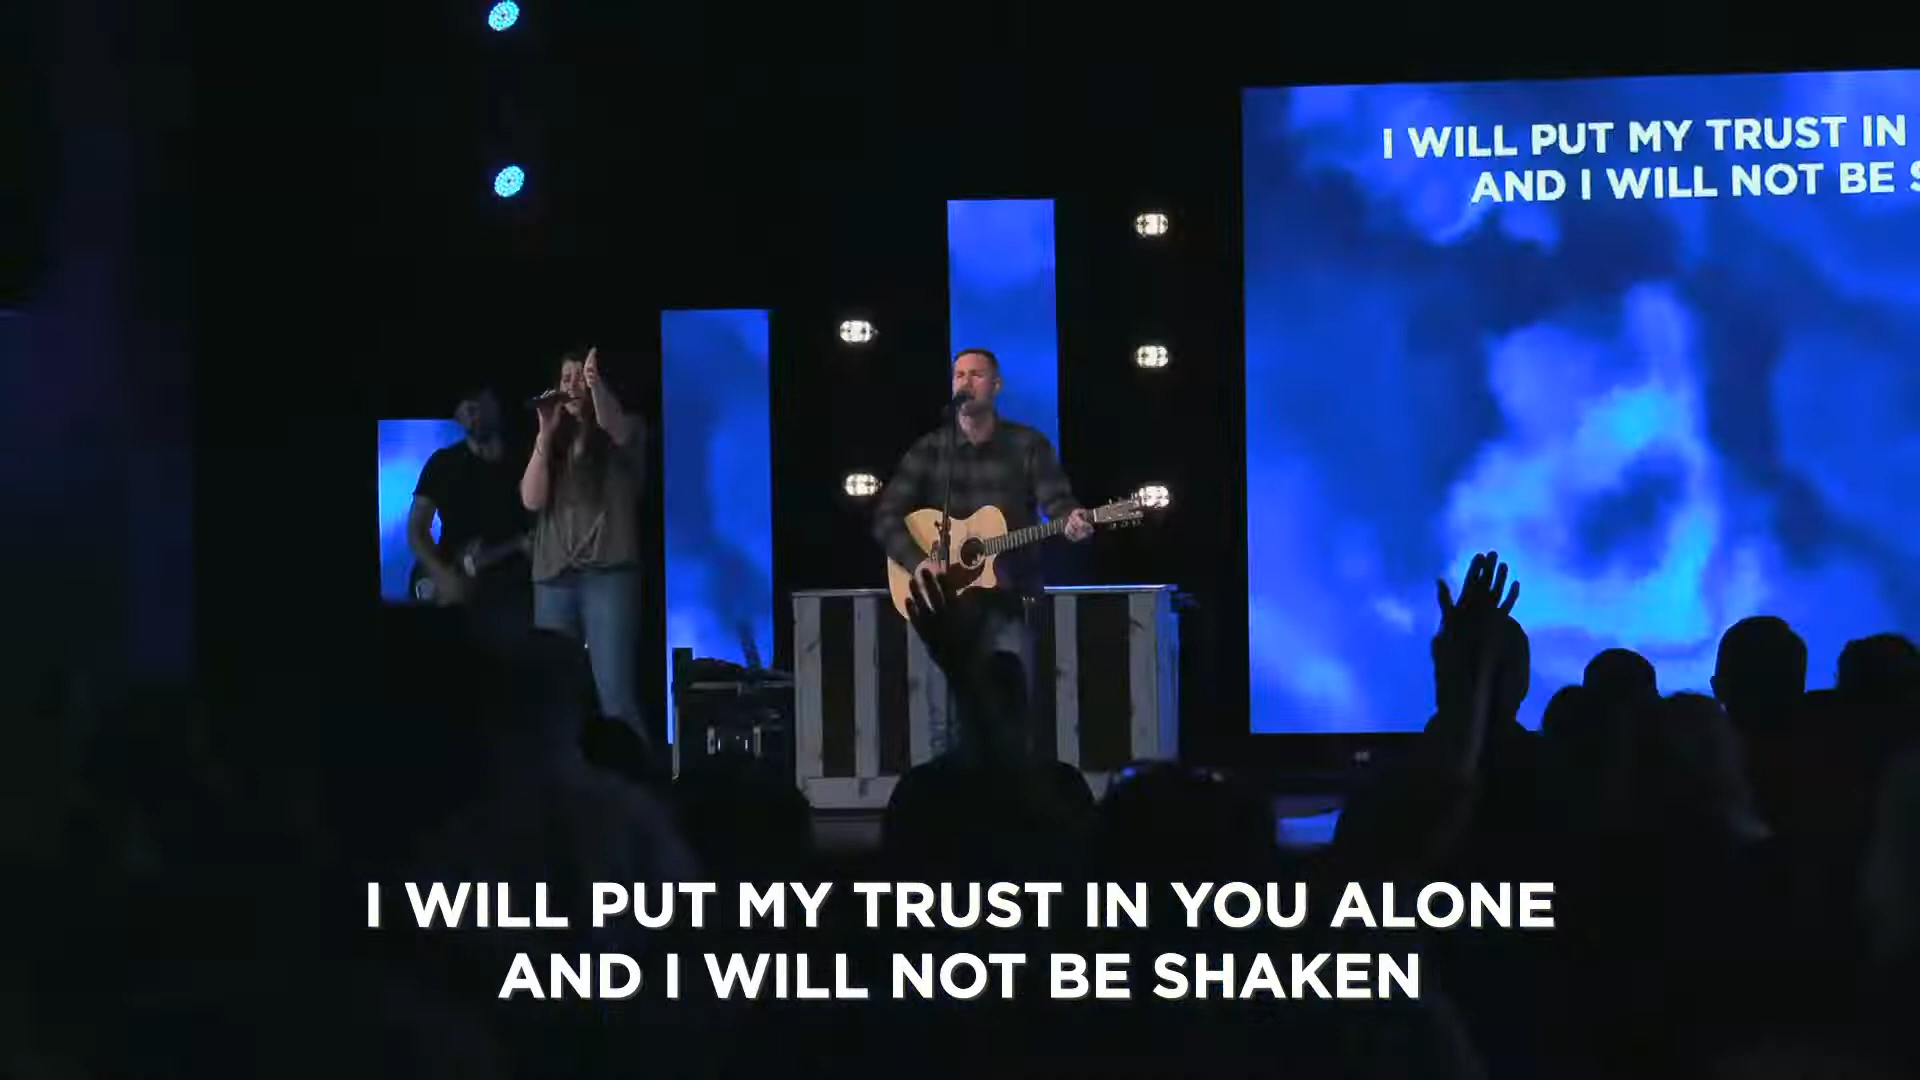 I WILL PUT MY TRUST IN
AND I WILL NOT BE S
I WILL PUT MY TRUST IN YOU ALONE
AND I WILL NOT BE SHAKEN